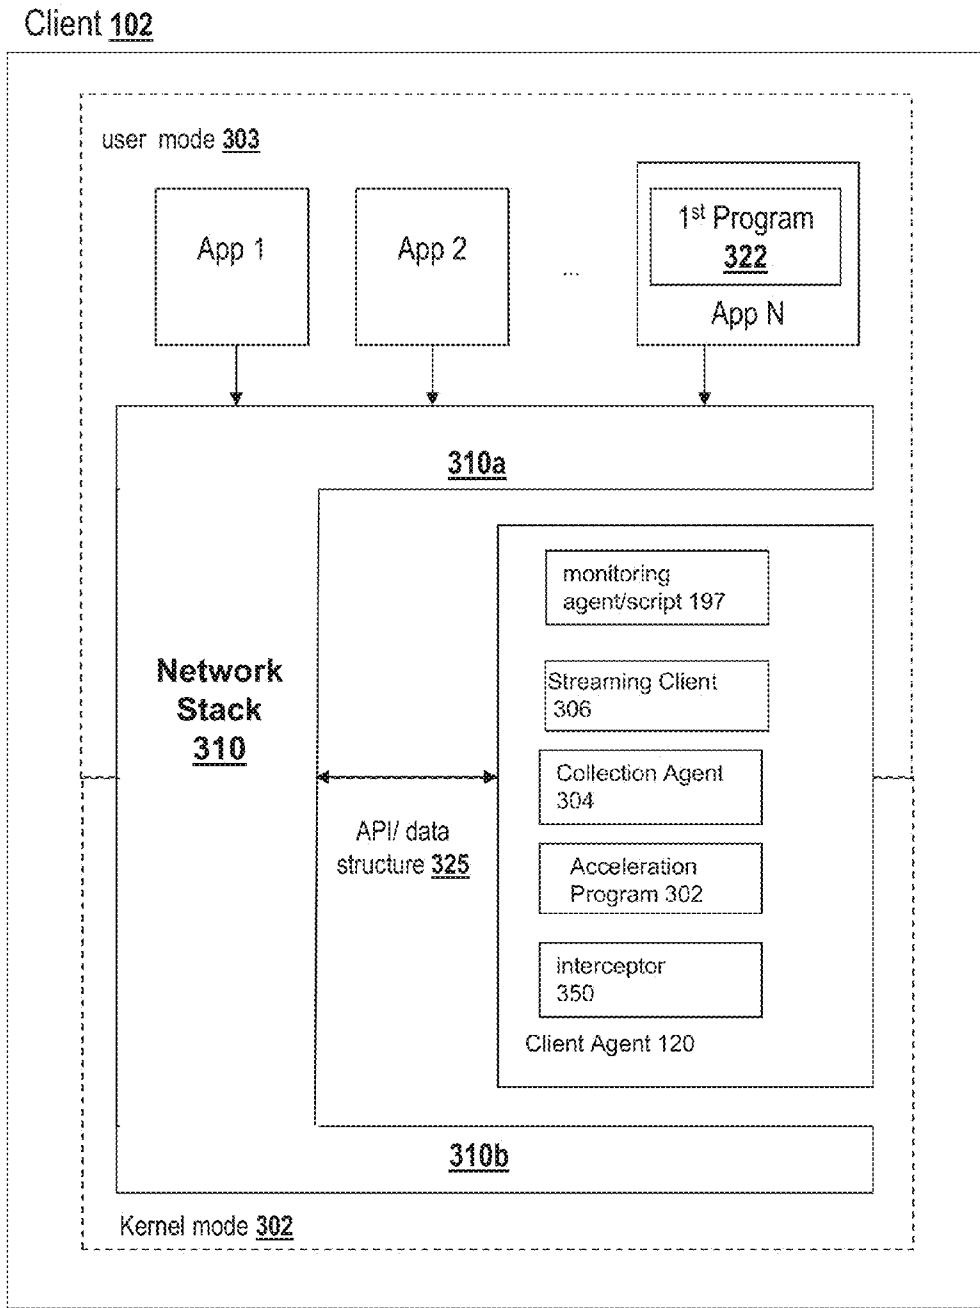 Client 102
user mode 303
App 1
App 2
...
1st Program
322
App N
310a
Network
Stack
310
API/ data
structure 325
monitoring
agent/script 197
Streaming Client
306
Collection Agent
304
Acceleration
Program 302
interceptor
350
Client Agent 120
310b
Kernel mode 302